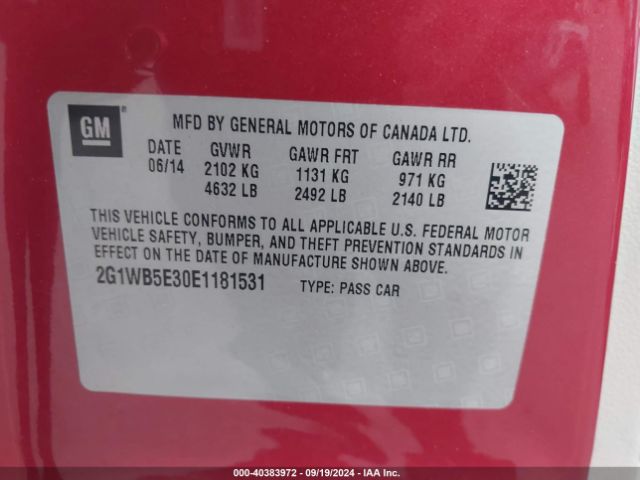 GM
MFD BY GENERAL MOTORS OF CANADA LTD.
DATE GVWR GAWR FRT GAWR RR
06/14 2102 KG 1131 KG 971 KG
4632 LB 2492 LB 2140 LB
THIS VEHICLE CONFORMS TO ALL APPLICABLE U.S. FEDERAL MOTOR
VEHICLE SAFETY, BUMPER, AND THEFT PREVENTION STANDARDS IN
EFFECT ON THE DATE OF MANUFACTURE SHOWN ABOVE.
2G1WB5E30E1181531 TYPE: PASS CAR
000-40383972 - 09/19/2024 - IAA Inc.